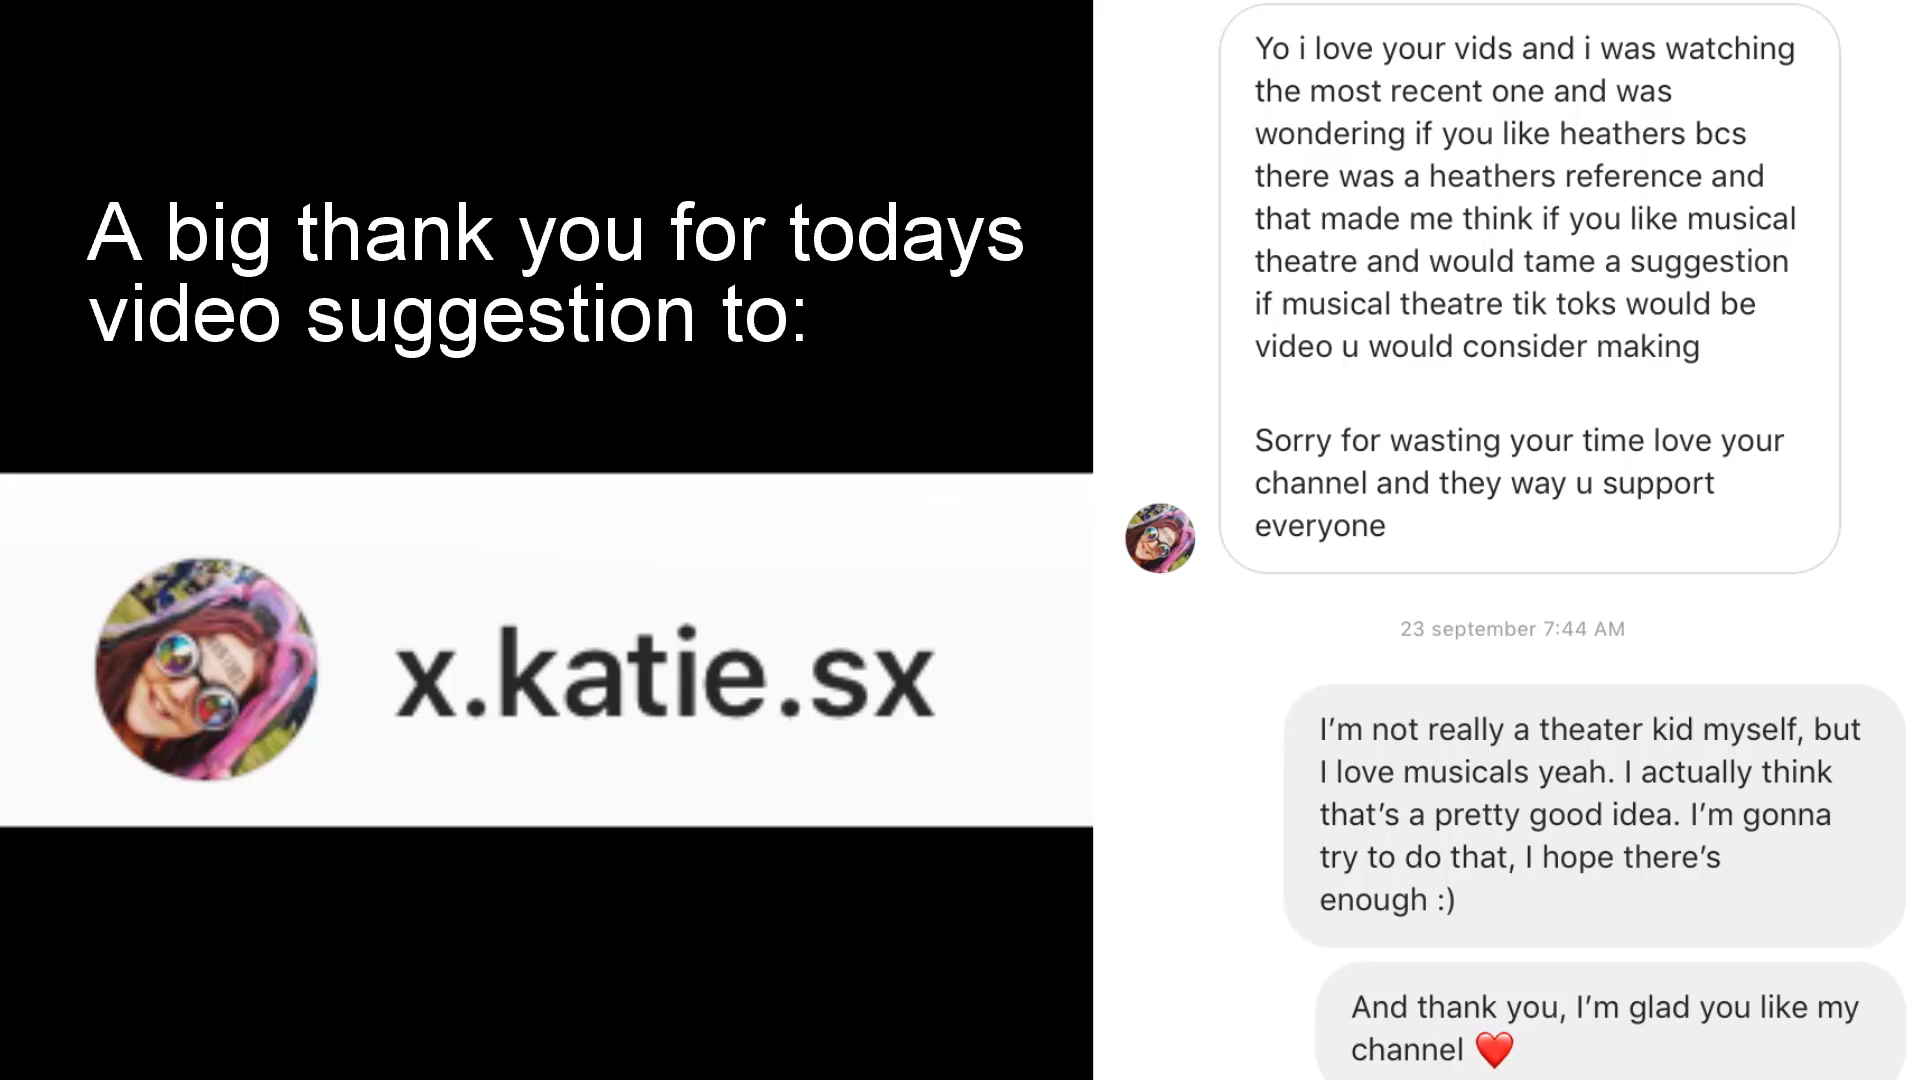 A big thank you for todays
video suggestion to:
x.katie.sx
Yo i love your vids and i was watching
the most recent one and was
wondering if you like heathers bcs
there was a heathers reference and
that made me think if you like musical
theatre and would tame a suggestion
if musical theatre tik toks would be
video u would consider making
Sorry for wasting your time love your
channel and they way u support
everyone
23 september 7:44 AM
I’m not really a theater kid myself, but
I love musicals yeah. I actually think
that’s a pretty good idea. I’m gonna
try to do that, I hope there’s
enough :)
And thank you, I’m glad you like my
channel ❤️